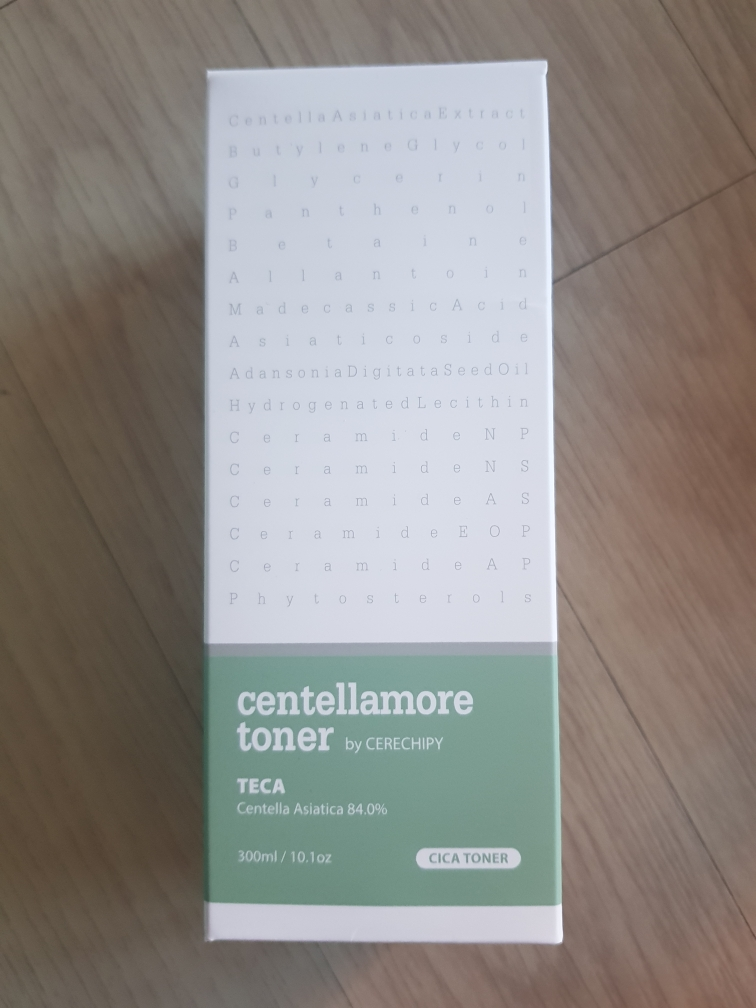 CentellaAsiaticaExtract
ButyleneGlycol
Glycerin
Panthenol
Betaine
Allantoin
MadecassicAcid
Asiaticoside
AdansoniaDigitataSeedOil
HydrogenatedLecithin
CeramideNP
CeramideNS
CeramideAS
CeramideEOP
CeramideAP
Phytosterols
centellamore
toner by CERECHIPY
TECA
Centella Asiatica 84.0%
300ml / 10.1oz CICA TONER